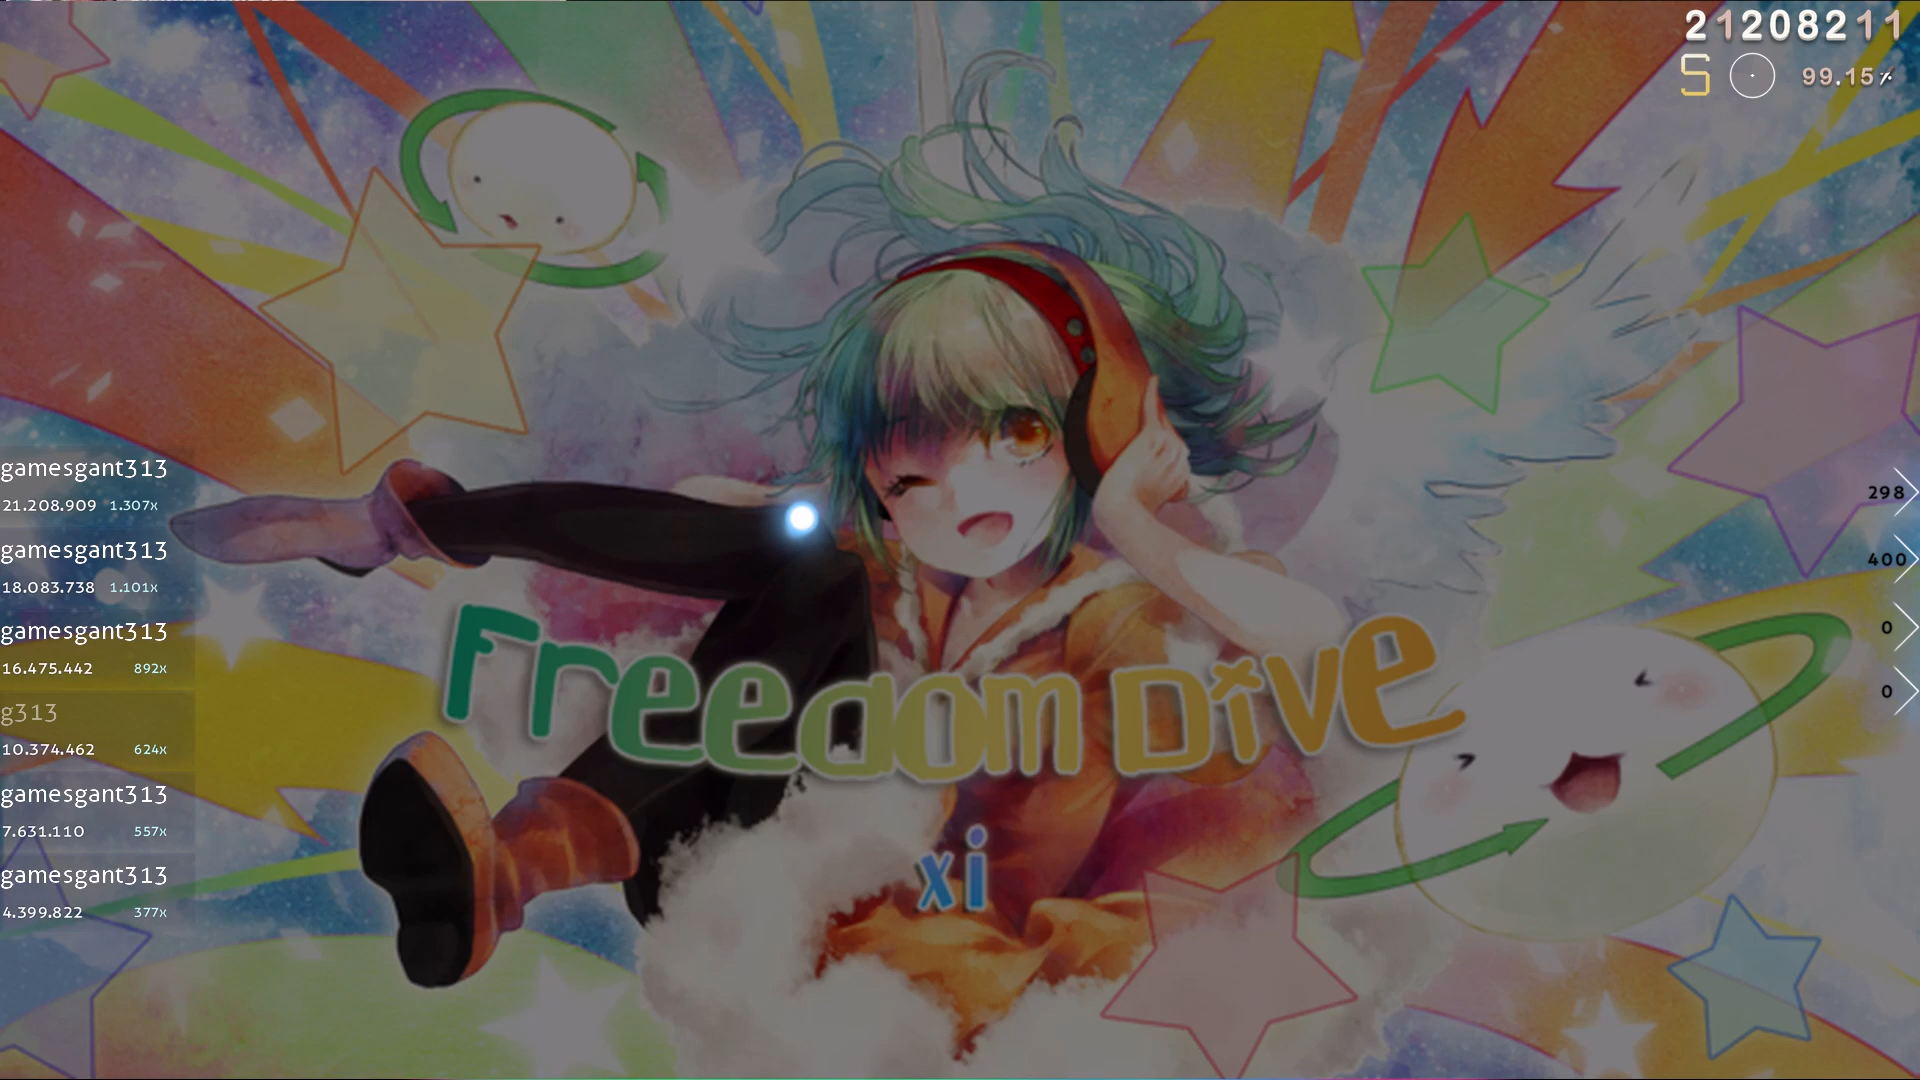 21208211
S 99.15%
gamesgant313
21.208.909 1.307x
gamesgant313
18.083.738 1.101x
gamesgant313
16.475.442 892x
g313
10.374.462 624x
gamesgant313
7.631.110 557x
gamesgant313
4.399.822 377x
298
400
0
0
Freedom Dive
xi